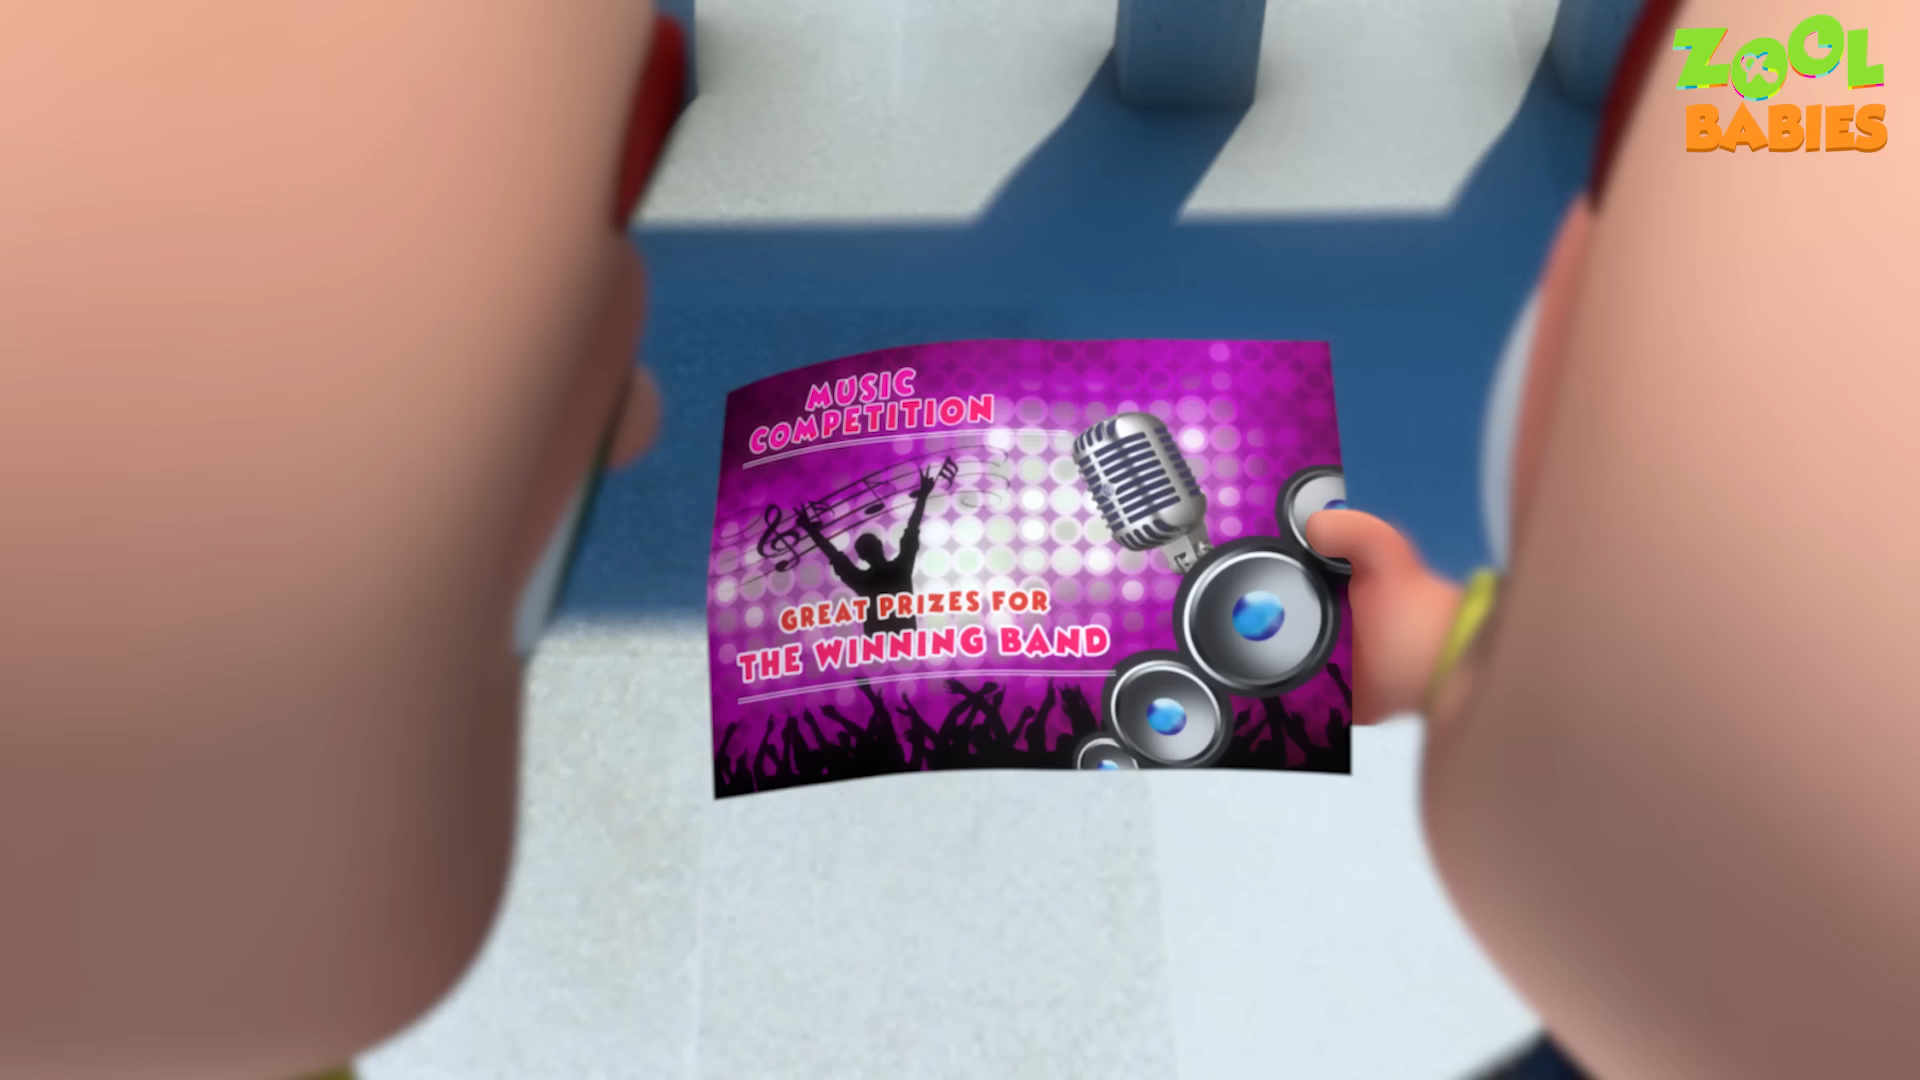 ZOOL
BABIES
MUSIC
COMPETITION
GREAT PRIZES FOR
THE WINNING BAND